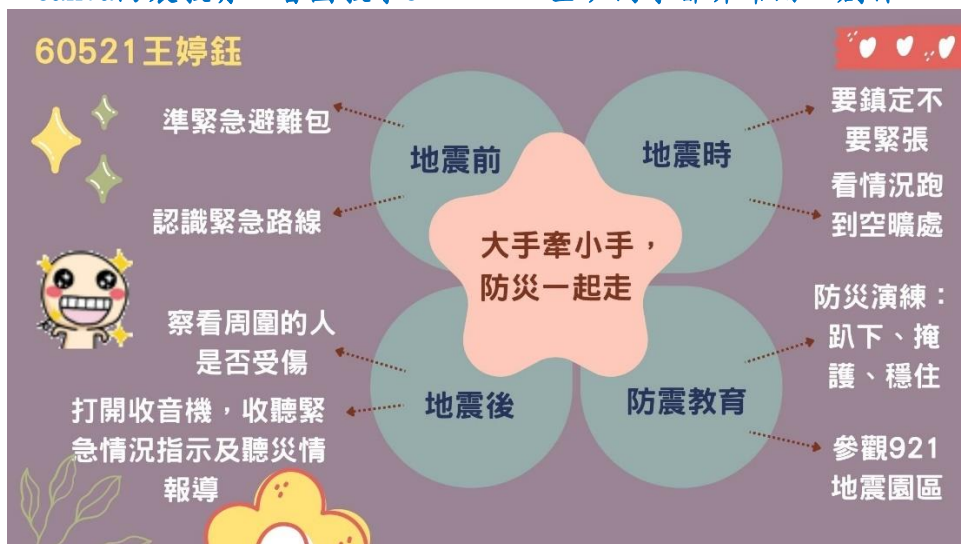 60521王婷鈺
準緊急避難包
認識緊急路線
地震前
地震時
要鎮定不
要緊張
看情況跑
到空曠處
大手牽小手，
防災一起走
察看周圍的人
是否受傷
打開收音機，收聽緊
急情況指示及聽災情
報導
地震後
防震教育
防災演練：
趴下、掩
護、穩住
參觀921
地震園區